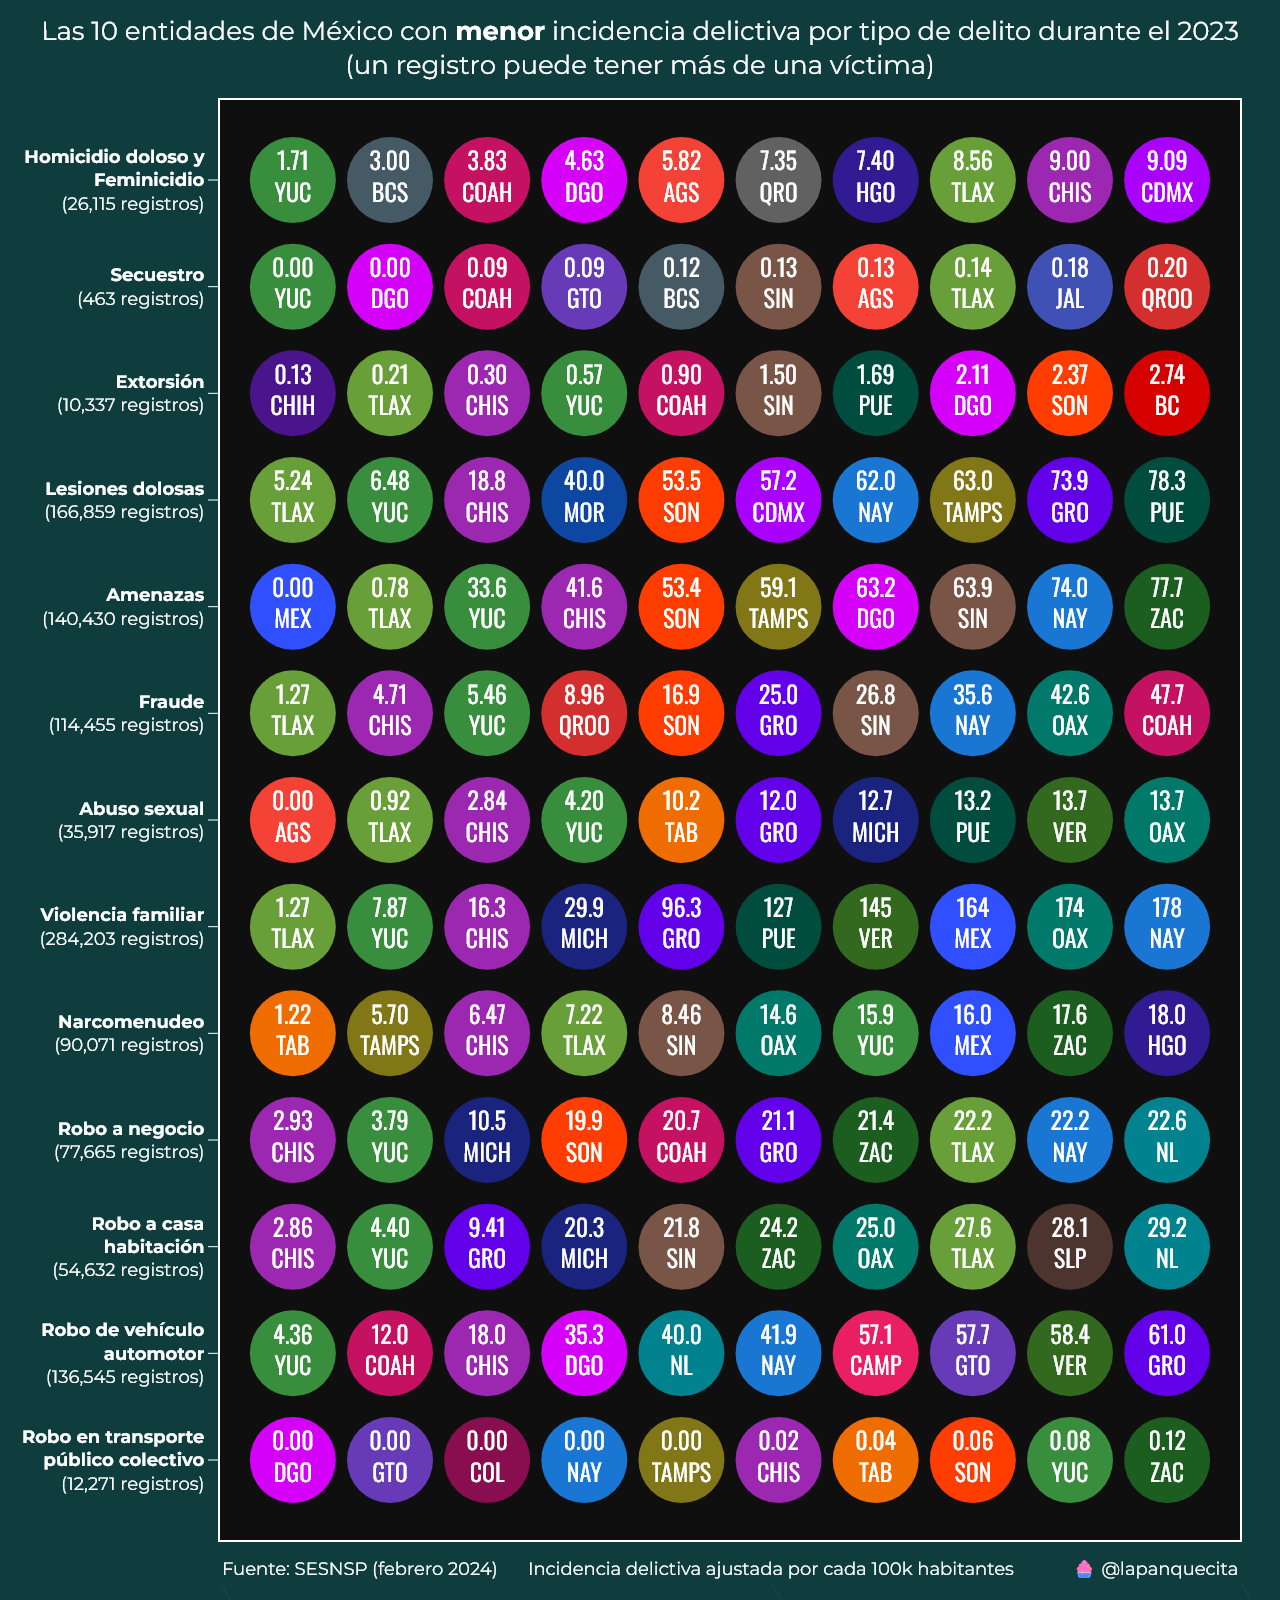 Las 10 entidades de México con menor incidencia delictiva por tipo de delito durante el 2023
(un registro puede tener más de una víctima)
Homicidio doloso y
Feminicidio
(26,115 registros)
1.71 3.00 3.83 4.63 5.82 7.35 7.40 8.56 9.00 9.09
YUC BCS COAH DGO AGS QRO HGO TLAX CHIS CDMX
Secuestro
(463 registros)
0.00 0.00 0.09 0.09 0.12 0.13 0.13 0.14 0.18 0.20
YUC DGO COAH GTO BCS SIN AGS TLAX JAL QROO
Extorsión
(10,337 registros)
0.13 0.21 0.30 0.57 0.90 1.50 1.69 2.11 2.37 2.74
CHIH TLAX CHIS YUC COAH SIN PUE DGO SON BC
Lesiones dolosas
(166,859 registros)
5.24 6.48 18.8 40.0 53.5 57.2 62.0 63.0 73.9 78.3
TLAX YUC CHIS MOR SON CDMX NAY TAMPS GRO PUE
Amenazas
(140,430 registros)
0.00 0.78 33.6 41.6 53.4 59.1 63.2 63.9 74.0 77.7
MEX TLAX YUC CHIS SON TAMPS DGO SIN NAY ZAC
Fraude
(114,455 registros)
1.27 4.71 5.46 8.96 16.9 25.0 26.8 35.6 42.6 47.7
TLAX CHIS YUC QROO SON GRO SIN NAY OAX COAH
Abuso sexual
(35,917 registros)
0.00 0.92 2.84 4.20 10.2 12.0 12.7 13.2 13.7 13.7
AGS TLAX CHIS YUC TAB GRO MICH PUE VER OAX
Violencia familiar
(284,203 registros)
1.27 7.87 16.3 29.9 96.3 127 145 164 174 178
TLAX YUC CHIS MICH GRO PUE VER MEX OAX NAY
Narcomenudeo
(90,071 registros)
1.22 5.70 6.47 7.22 8.46 14.6 15.9 16.0 17.6 18.0
TAB TAMPS CHIS TLAX SIN OAX YUC MEX ZAC HGO
Robo a negocio
(77,665 registros)
2.93 3.79 10.5 19.9 20.7 21.1 21.4 22.2 22.2 22.6
CHIS YUC MICH SON COAH GRO ZAC TLAX NAY NL
Robo a casa
habitación
(54,632 registros)
2.86 4.40 9.41 20.3 21.8 24.2 25.0 27.6 28.1 29.2
CHIS YUC GRO MICH SIN ZAC OAX TLAX SLP NL
Robo de vehículo
automotor
(136,545 registros)
4.36 12.0 18.0 35.3 40.0 41.9 57.1 57.7 58.4 61.0
YUC COAH CHIS DGO NL NAY CAMP GTO VER GRO
Robo en transporte
público colectivo
(12,271 registros)
0.00 0.00 0.00 0.00 0.00 0.02 0.04 0.06 0.08 0.12
DGO GTO COL NAY TAMPS CHIS TAB SON YUC ZAC
Fuente: SESNSP (febrero 2024) Incidencia delictiva ajustada por cada 100k habitantes @lapanquecita